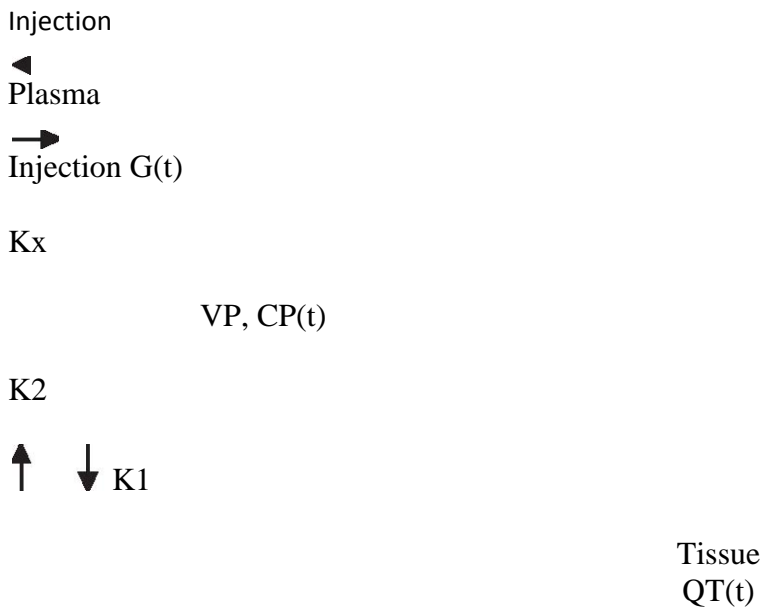 Injection
Plasma
Injection G(t)
Kx
VP, CP(t)
K2
K1
Tissue
QT(t)